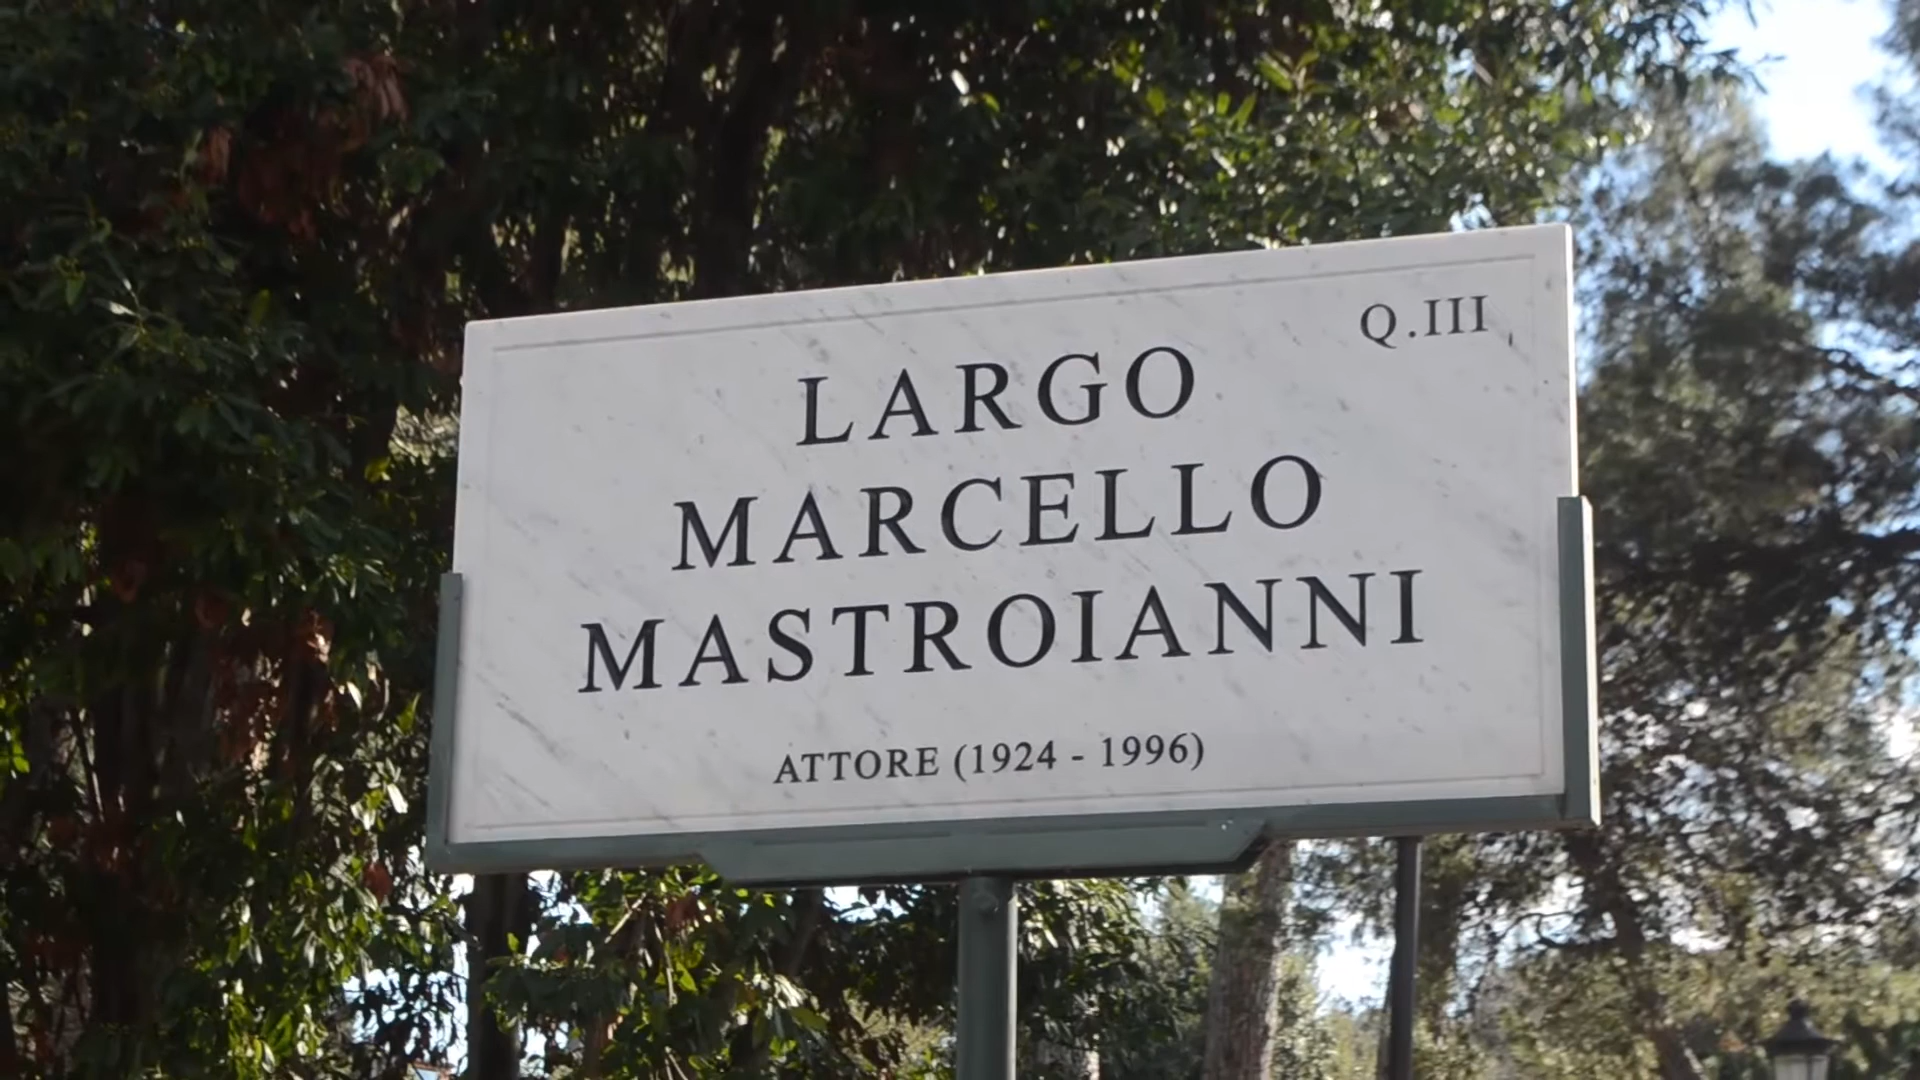 Q.III
LARGO
MARCELLO
MASTROIANNI
ATTORE (1924 - 1996)